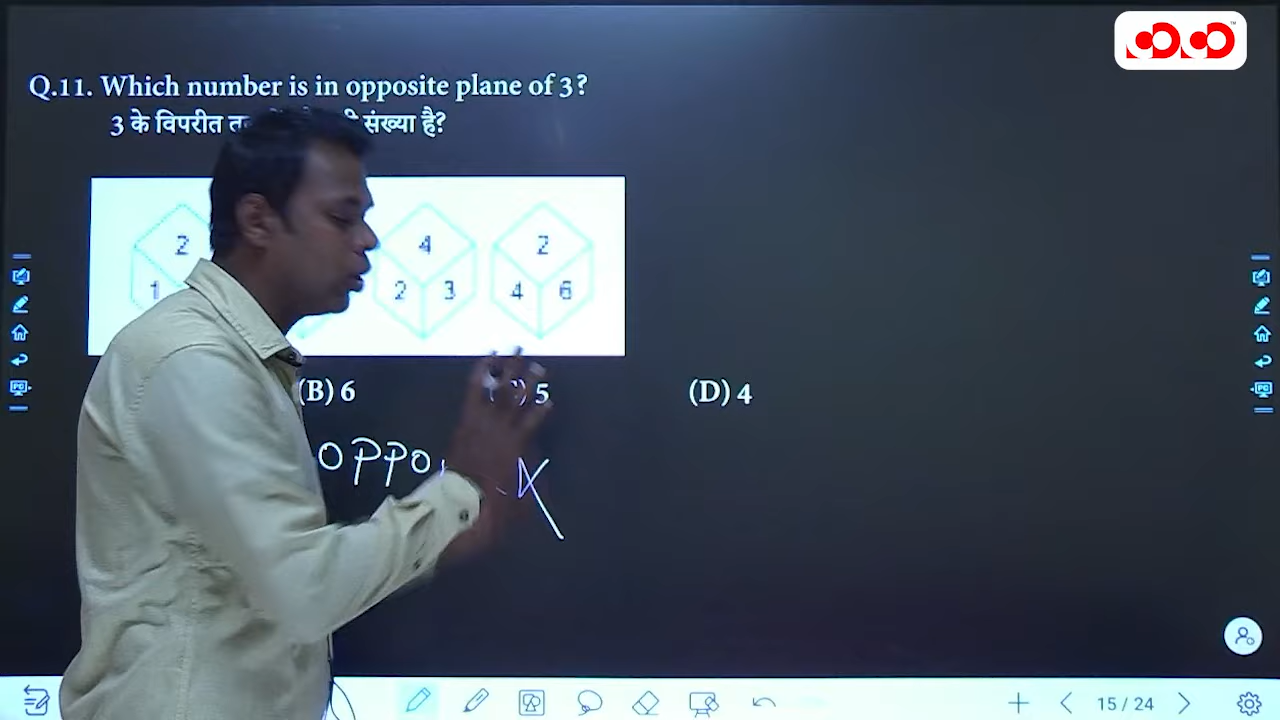 Q.11. Which number is in opposite plane of 3?
3 के विपरीत संख्या है?
2
1
4
2 3
2
4 6
(B) 6
5
(D) 4
OPPO
4
15 / 24